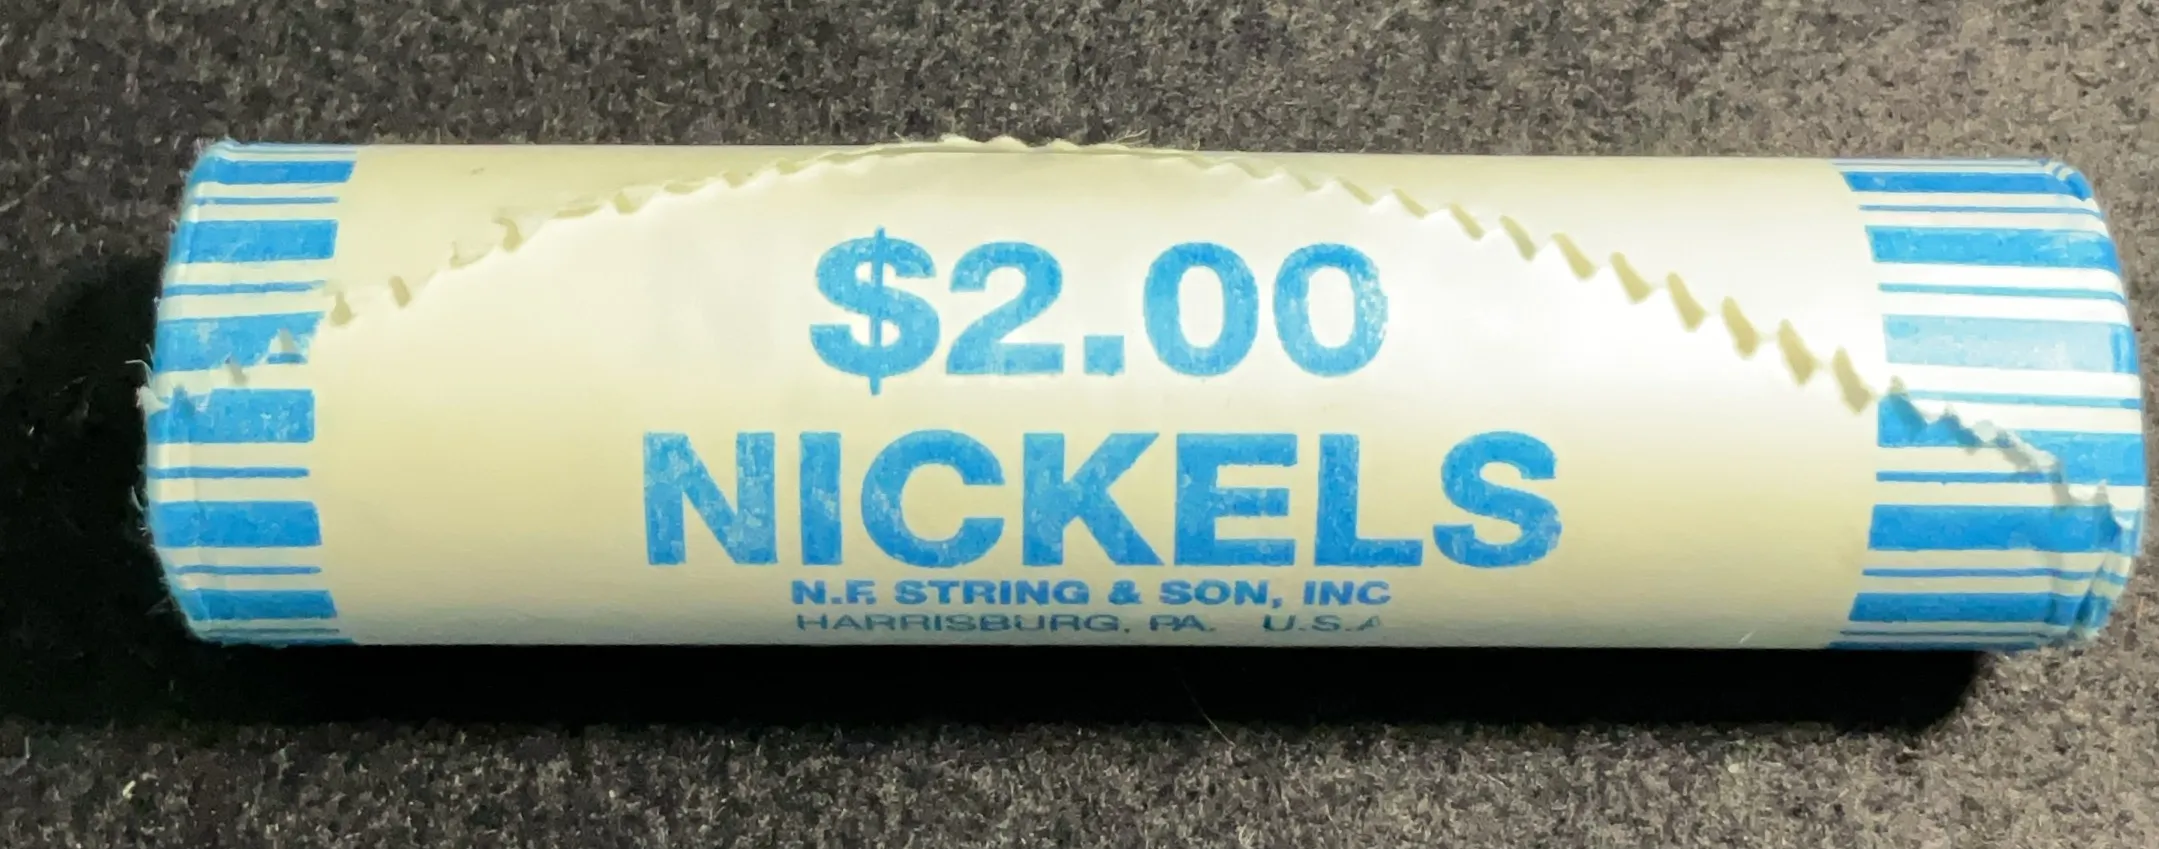 $2.00
NICKELS
N.F. STRING & SON, INC
HARRISBURG, PA. U.S.A